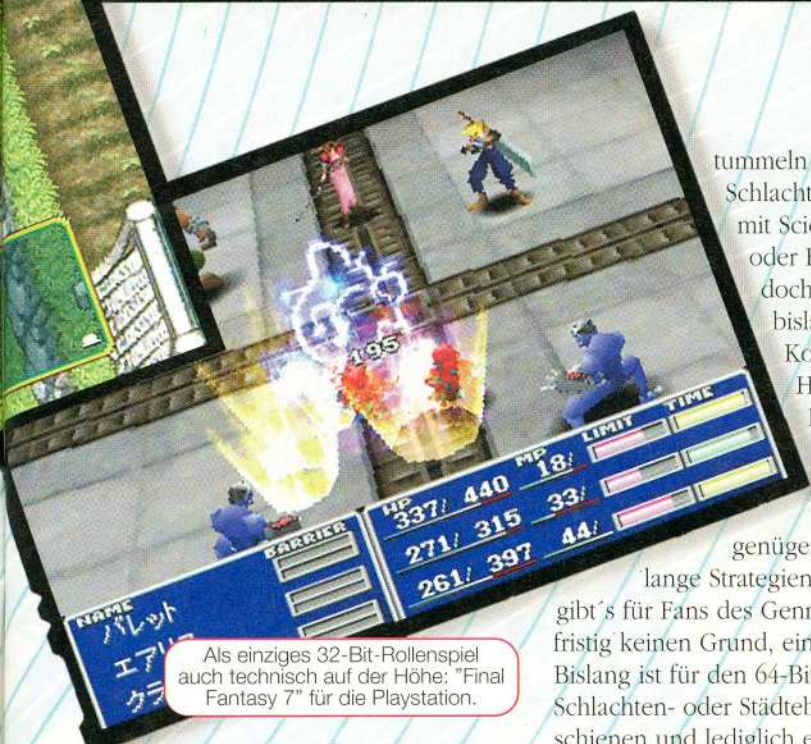 195
NAME BARRIER HP MP LIMIT TIME
バレット 337/ 440 18/
エアリ 271/ 315 33/
クラ 261/ 397 44/
Als einziges 32-Bit-Rollenspiel
auch technisch auf der Höhe: "Final
Fantasy 7" für die Playstation.
tummeln
Schlacht
mit Scie
oder
doch
bisl
Ko
H
genüge
lange Strategien
gibt´s für Fans des Genr
fristig keinen Grund, ein
Bislang ist für den 64-Bi
Schlachten- oder Städteb
schienen und lediglich e